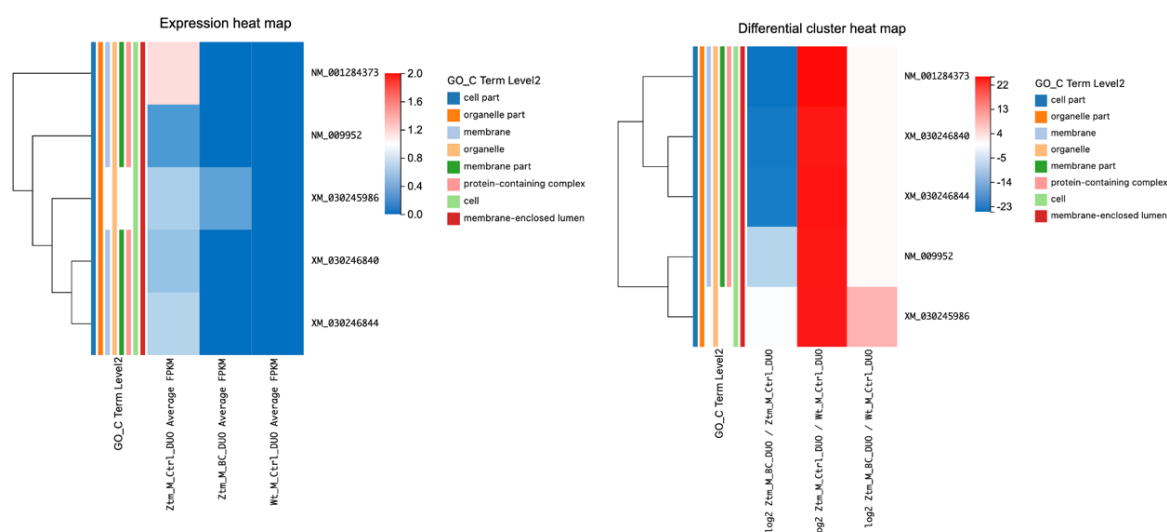 Expression heat map
NM_001284373
NM_009952
XM_030245986
XM_030246840
XM_030246844
2.0
1.6
1.2
0.8
0.4
0.0
GO_C Term Level2
cell part
organelle part
membrane
organelle
membrane part
protein-containing complex
cell
membrane-enclosed lumen
GO_C Term Level2
Ztm_M_Ctrl_DUO Average FPKM
Ztm_M_BC_DUO Average FPKM
Wt_M_Ctrl_DUO Average FPKM
Differential cluster heat map
NM_001284373
XM_030246840
XM_030246844
NM_009952
XM_030245986
22
13
4
-5
-14
-23
GO_C Term Level2
cell part
organelle part
membrane
organelle
membrane part
protein-containing complex
cell
membrane-enclosed lumen
GO_C Term Level2
log2 Ztm_M_BC_DUO / Ztm_M_Ctrl_DUO
log2 Ztm_M_Ctrl_DUO / Wt_M_Ctrl_DUO
log2 Ztm_M_BC_DUO / Wt_M_Ctrl_DUO